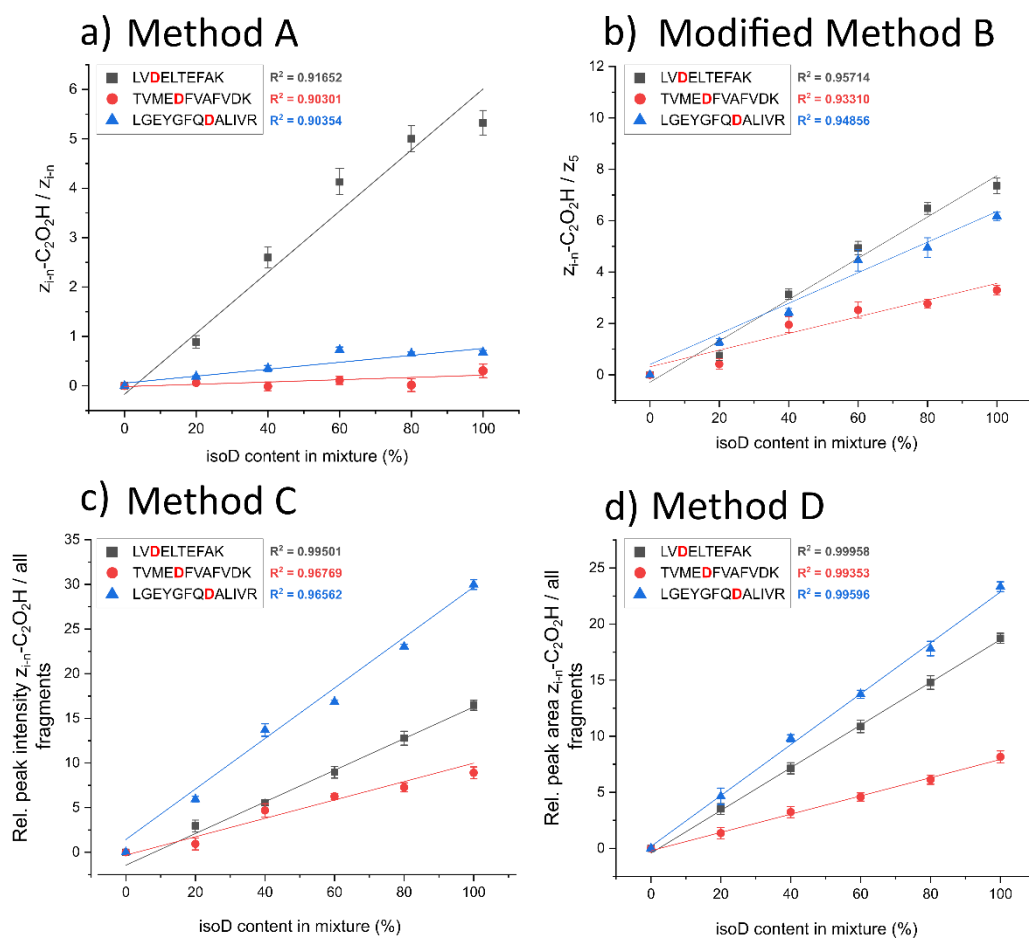 a) Method A
LVDELTEFAK R² = 0.91652
TVMEDFVAFVDK R² = 0.90301
LGEYGFQDALIVR R² = 0.90354
zᵢ₋ₙ-C₂O₂H / zᵢ₋ₙ
6
5
4
3
2
1
0
0 20 40 60 80 100
isoD content in mixture (%)
b) Modified Method B
LVDELTEFAK R² = 0.95714
TVMEDFVAFVDK R² = 0.93310
LGEYGFQDALIVR R² = 0.94856
zᵢ₋ₙ-C₂O₂H / z₅
12
10
8
6
4
2
0
0 20 40 60 80 100
isoD content in mixture (%)
c) Method C
LVDELTEFAK R² = 0.99501
TVMEDFVAFVDK R² = 0.96769
LGEYGFQDALIVR R² = 0.96562
Rel. peak intensity zᵢ₋ₙ-C₂O₂H / all
fragments
35
30
25
20
15
10
5
0
0 20 40 60 80 100
isoD content in mixture (%)
d) Method D
LVDELTEFAK R² = 0.99958
TVMEDFVAFVDK R² = 0.99353
LGEYGFQDALIVR R² = 0.99596
Rel. peak area zᵢ₋ₙ-C₂O₂H / all
fragments
25
20
15
10
5
0
0 20 40 60 80 100
isoD content in mixture (%)